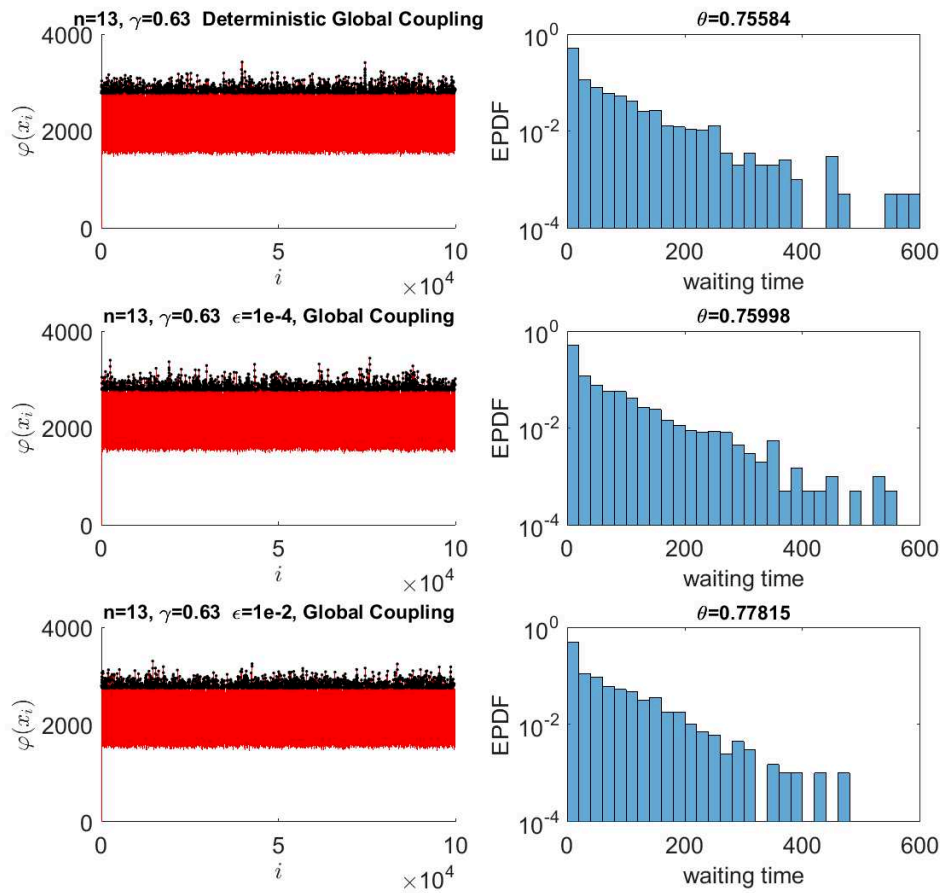 n=13, γ=0.63 Deterministic Global Coupling
4000
2000
0
φ(x_i)
0
5
10
i
×10^4
θ=0.75584
10^0
10^-2
10^-4
EPDF
0
200
400
600
waiting time
n=13, γ=0.63 ϵ=1e-4, Global Coupling
4000
2000
0
φ(x_i)
0
5
10
i
×10^4
θ=0.75998
10^0
10^-2
10^-4
EPDF
0
200
400
600
waiting time
n=13, γ=0.63 ϵ=1e-2, Global Coupling
4000
2000
0
φ(x_i)
0
5
10
i
×10^4
θ=0.77815
10^0
10^-2
10^-4
EPDF
0
200
400
600
waiting time